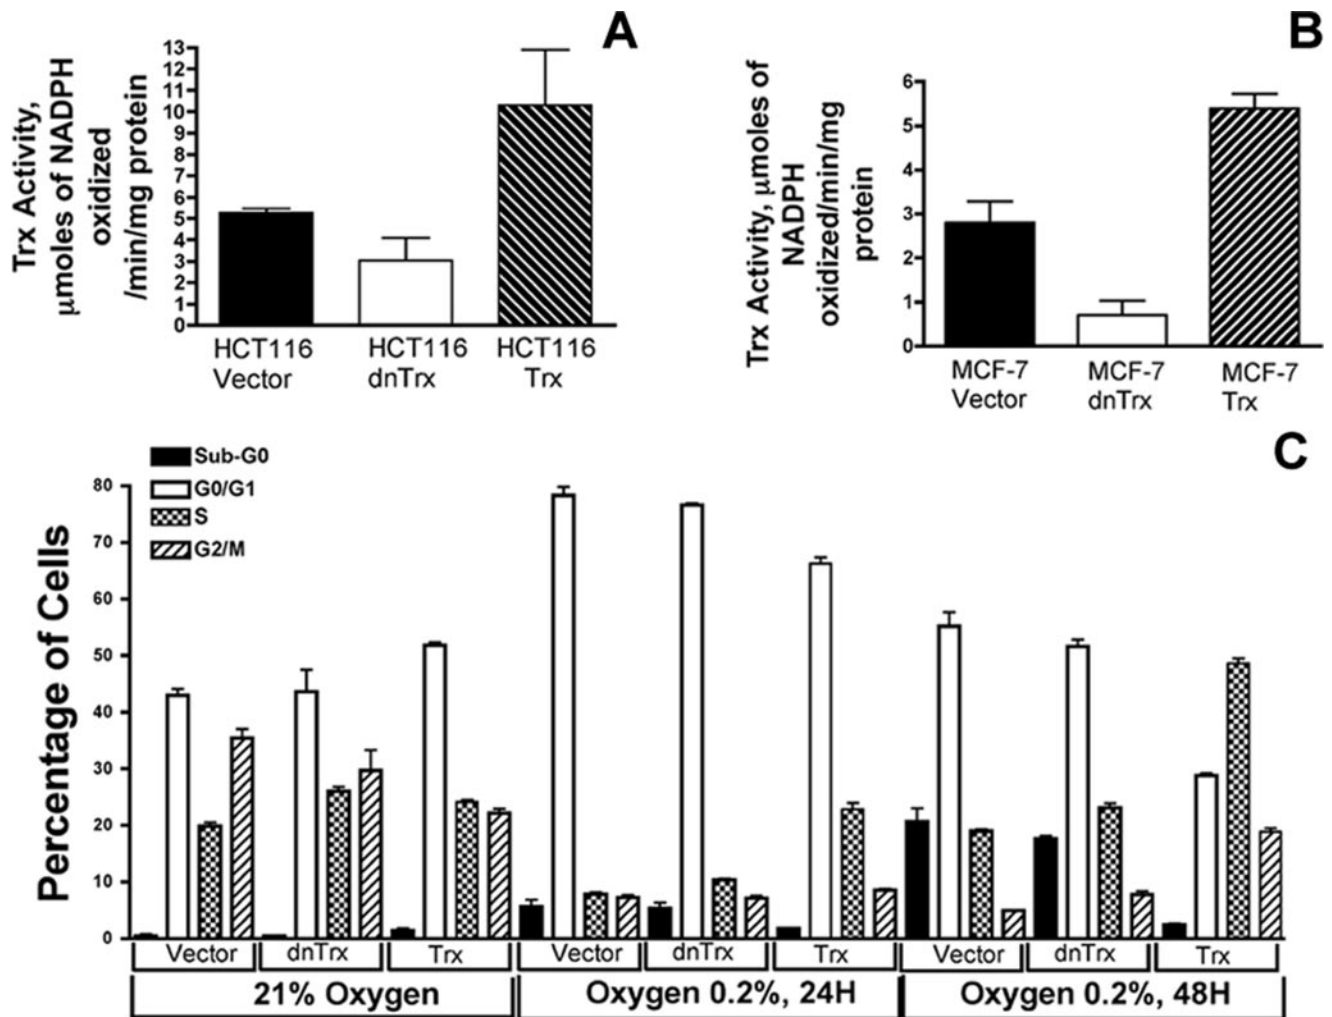 A
Trx Activity,
μmoles of NADPH
oxidized
/min/mg protein
13
12
11
10
9
8
7
6
5
4
3
2
1
0
HCT116
Vector
HCT116
dnTrx
HCT116
Trx
B
Trx Activity, μmoles of
NADPH
oxidized/min/mg
protein
6
5
4
3
2
1
0
MCF-7
Vector
MCF-7
dnTrx
MCF-7
Trx
C
Sub-G0
G0/G1
S
G2/M
Percentage of Cells
80
70
60
50
40
30
20
10
0
Vector
dnTrx
Trx
Vector
dnTrx
Trx
Vector
dnTrx
Trx
21% Oxygen
Oxygen 0.2%, 24H
Oxygen 0.2%, 48H